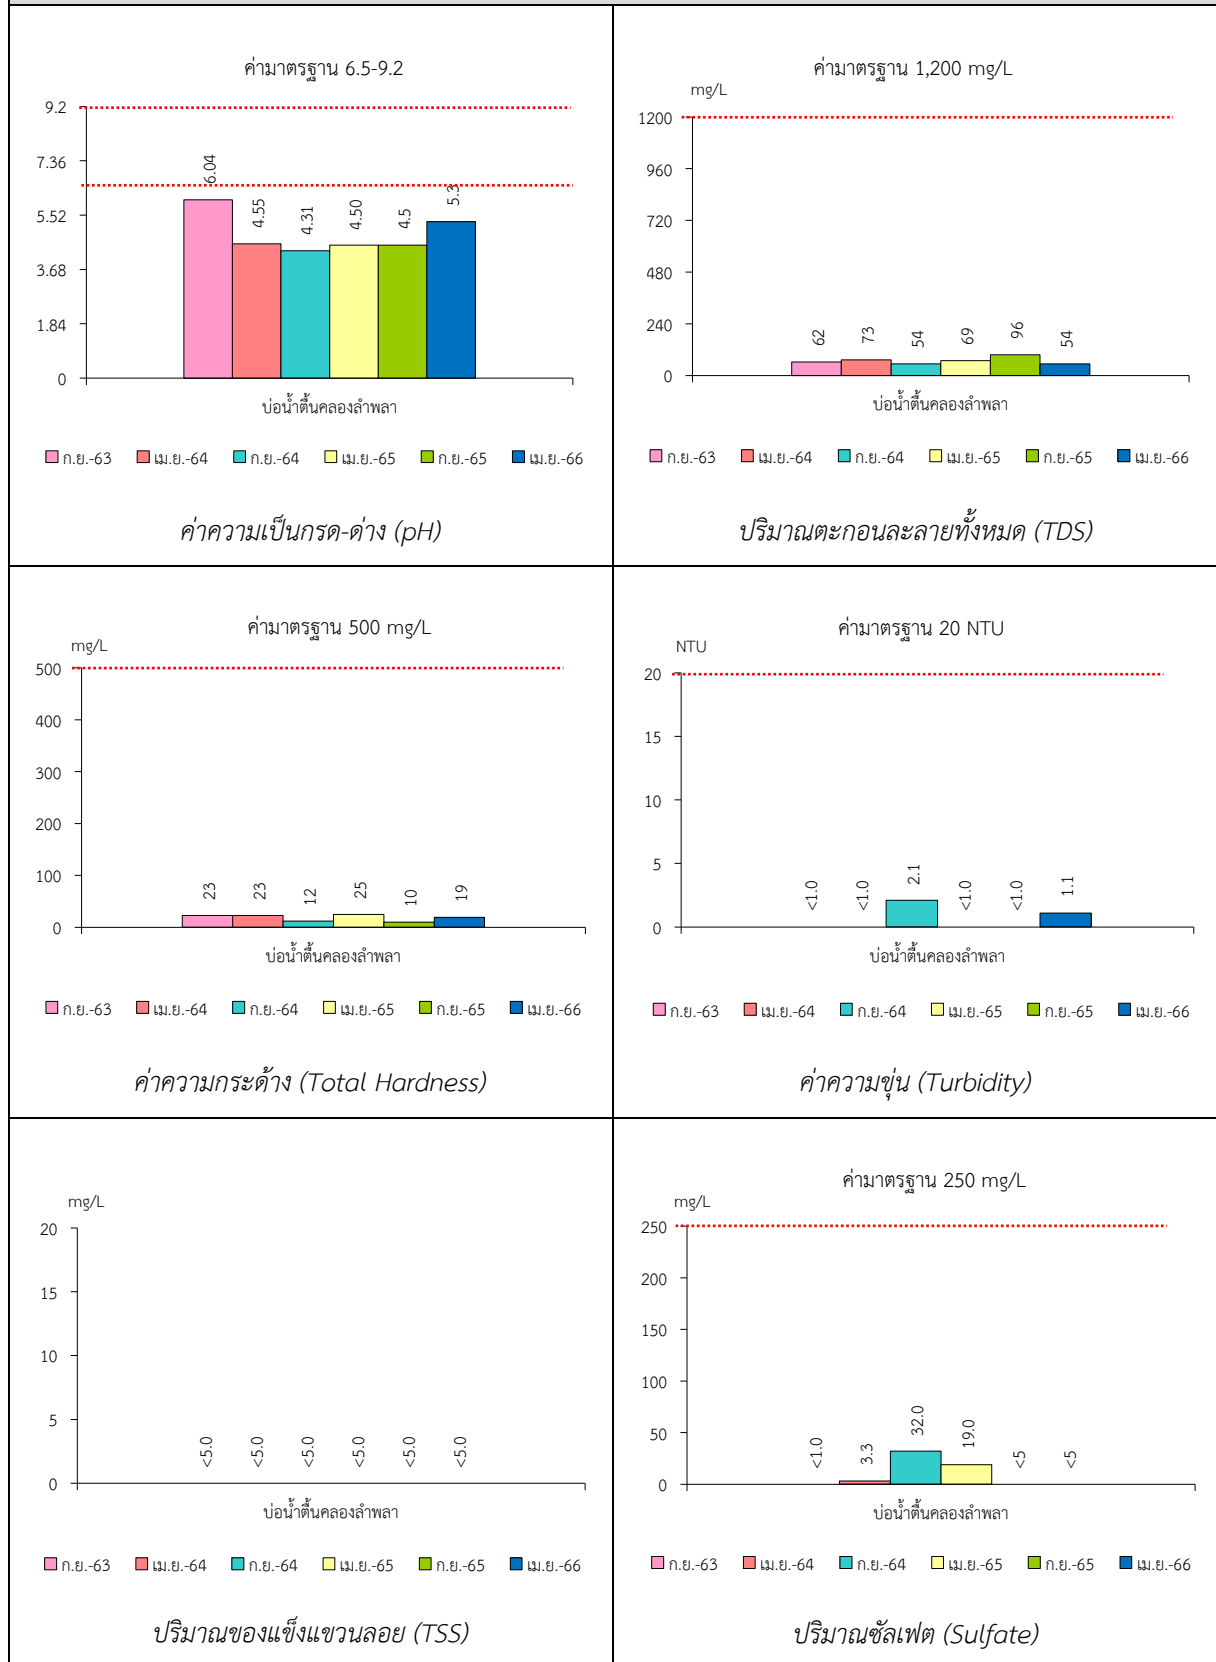 ค่ามาตรฐาน 6.5-9.2
9.2
7.36
5.52
3.68
1.84
0
6.04
4.55
4.31
4.50
4.5
5.3
บ่อน้ำตื้นคลองลำพลา
ก.ย.-63 เม.ย.-64 ก.ย.-64 เม.ย.-65 ก.ย.-65 เม.ย.-66
ค่าความเป็นกรด-ด่าง (pH)
ค่ามาตรฐาน 1,200 mg/L
mg/L
1200
960
720
480
240
0
62
73
54
69
96
54
บ่อน้ำตื้นคลองลำพลา
ก.ย.-63 เม.ย.-64 ก.ย.-64 เม.ย.-65 ก.ย.-65 เม.ย.-66
ปริมาณตะกอนละลายทั้งหมด (TDS)
ค่ามาตรฐาน 500 mg/L
mg/L
500
400
300
200
100
0
23
23
12
25
10
19
บ่อน้ำตื้นคลองลำพลา
ก.ย.-63 เม.ย.-64 ก.ย.-64 เม.ย.-65 ก.ย.-65 เม.ย.-66
ค่าความกระด้าง (Total Hardness)
ค่ามาตรฐาน 20 NTU
NTU
20
15
10
5
0
<1.0
<1.0
2.1
<1.0
<1.0
1.1
บ่อน้ำตื้นคลองลำพลา
ก.ย.-63 เม.ย.-64 ก.ย.-64 เม.ย.-65 ก.ย.-65 เม.ย.-66
ค่าความขุ่น (Turbidity)
mg/L
20
15
10
5
0
<5.0
<5.0
<5.0
<5.0
<5.0
<5.0
บ่อน้ำตื้นคลองลำพลา
ก.ย.-63 เม.ย.-64 ก.ย.-64 เม.ย.-65 ก.ย.-65 เม.ย.-66
ปริมาณของแข็งแขวนลอย (TSS)
ค่ามาตรฐาน 250 mg/L
mg/L
250
200
150
100
50
0
<1.0
3.3
32.0
19.0
<5
<5
บ่อน้ำตื้นคลองลำพลา
ก.ย.-63 เม.ย.-64 ก.ย.-64 เม.ย.-65 ก.ย.-65 เม.ย.-66
ปริมาณซัลเฟต (Sulfate)